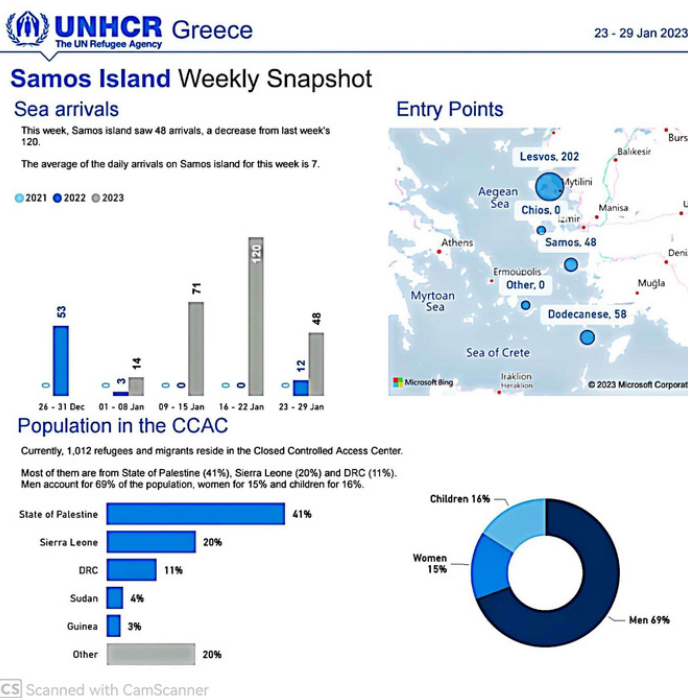 UNHCR Greece
The UN Refugee Agency
23 - 29 Jan 2023
Samos Island Weekly Snapshot
Sea arrivals
This week, Samos island saw 48 arrivals, a decrease from last week's
120.
The average of the daily arrivals on Samos island for this week is 7.
2021 2022 2023
0 53
0 3 14
0 0 71
0 0 120
0 12 48
26 - 31 Dec 01 - 08 Jan 09 - 15 Jan 16 - 22 Jan 23 - 29 Jan
Entry Points
Burs
Lesvos, 202
Balıkesir
Mytilini
Aegean
Sea
Chios, 0
Manisa
U
İzmir
Samos, 48
Athens
Deni
Ermoupolis
Other, 0
Muğla
Myrtoan
Sea
Dodecanese, 58
Sea of Crete
Iraklion
Heraklion
Microsoft Bing
© 2023 Microsoft Corporat
Population in the CCAC
Currently, 1,012 refugees and migrants reside in the Closed Controlled Access Center.
Most of them are from State of Palestine (41%), Sierra Leone (20%) and DRC (11%).
Men account for 69% of the population, women for 15% and children for 16%.
State of Palestine 41%
Sierra Leone 20%
DRC 11%
Sudan 4%
Guinea 3%
Other 20%
Children 16%
Women
15%
Men 69%
CS Scanned with CamScanner